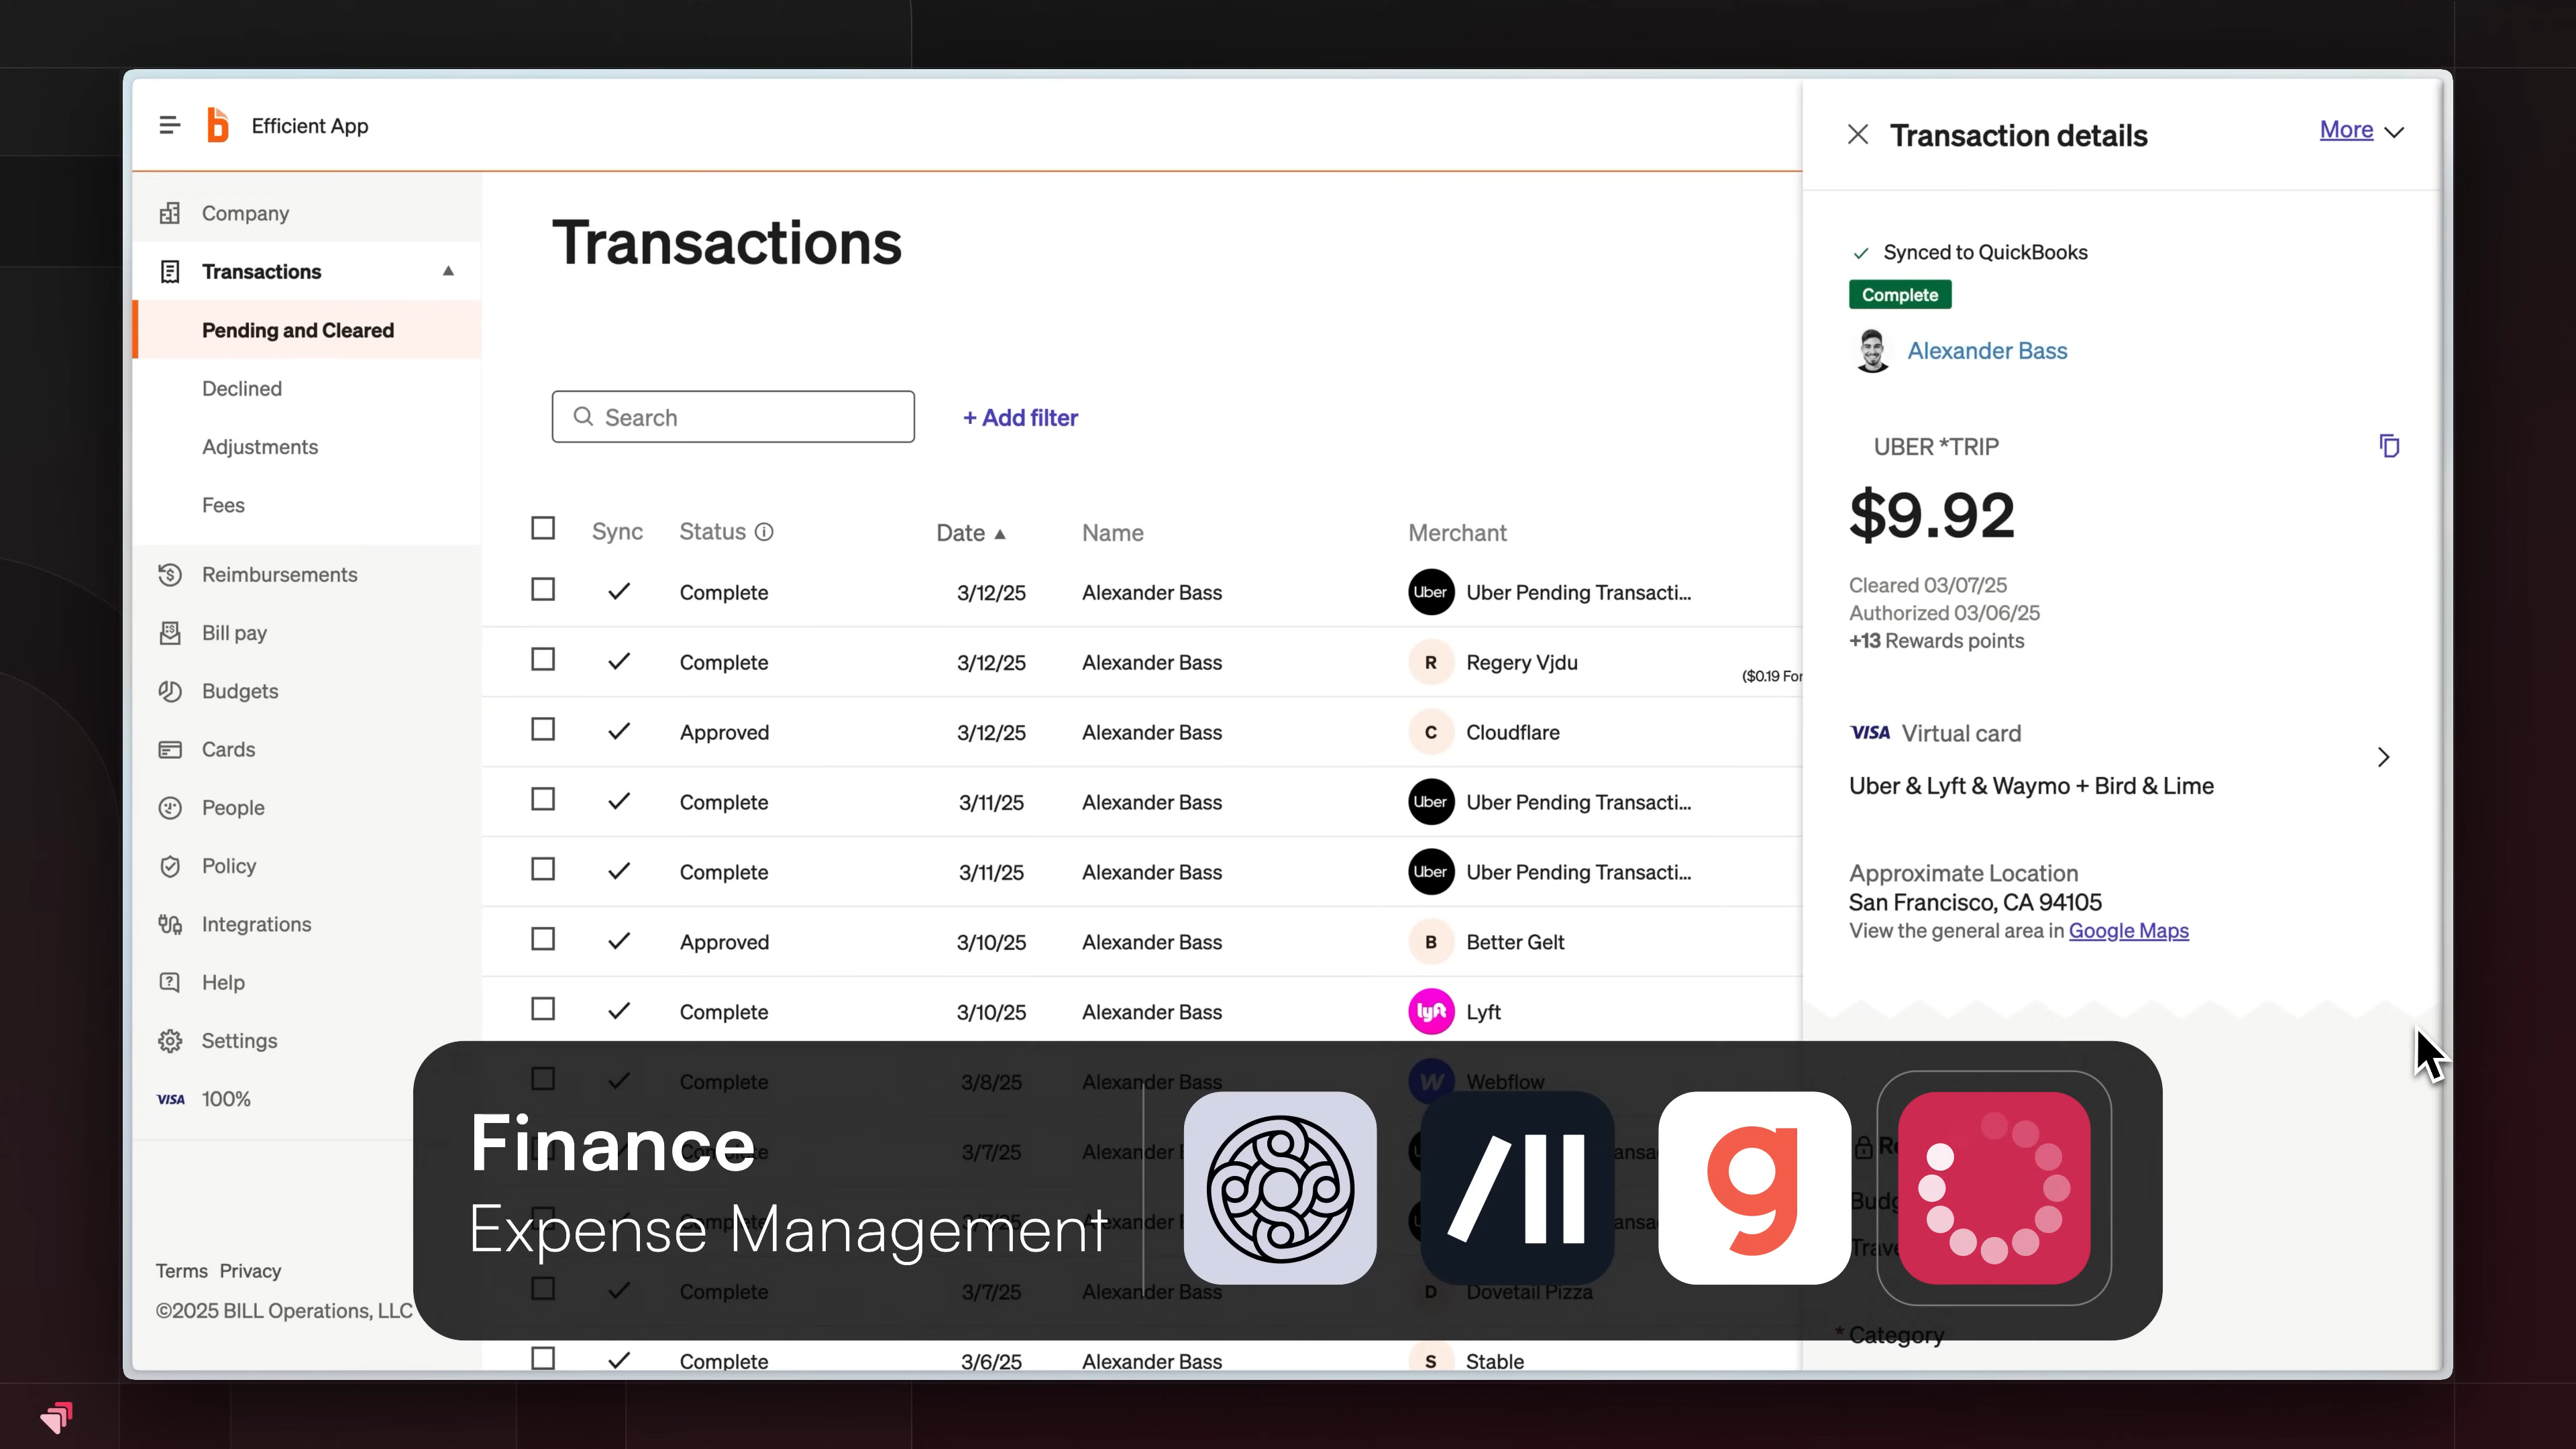 Efficient App
Company
Transactions
Pending and Cleared
Declined
Adjustments
Fees
Reimbursements
Bill pay
Budgets
Cards
People
Policy
Integrations
Help
Settings
VISA 100%
Terms Privacy
©2025 BILL Operations, LLC
Transactions
Search
+ Add filter
Sync Status Date Name Merchant
Complete 3/12/25 Alexander Bass Uber Uber Pending Transacti...
Complete 3/12/25 Alexander Bass R Regery Vjdu
($0.19 For
Approved 3/12/25 Alexander Bass C Cloudflare
Complete 3/11/25 Alexander Bass Uber Uber Pending Transacti...
Complete 3/11/25 Alexander Bass Uber Uber Pending Transacti...
Approved 3/10/25 Alexander Bass B Better Gelt
Complete 3/10/25 Alexander Bass lyft Lyft
Complete 3/8/25 Alexander Bass W Webflow
3/7/25
Complete 3/7/25 Alexander Bass D Dovetail Pizza
Complete 3/6/25 Alexander Bass S Stable
Transaction details
More
Synced to QuickBooks
Complete
Alexander Bass
UBER *TRIP
$9.92
Cleared 03/07/25
Authorized 03/06/25
+13 Rewards points
VISA Virtual card
Uber & Lyft & Waymo + Bird & Lime
Approximate Location
San Francisco, CA 94105
View the general area in Google Maps
* Category
Finance
Expense Management
g